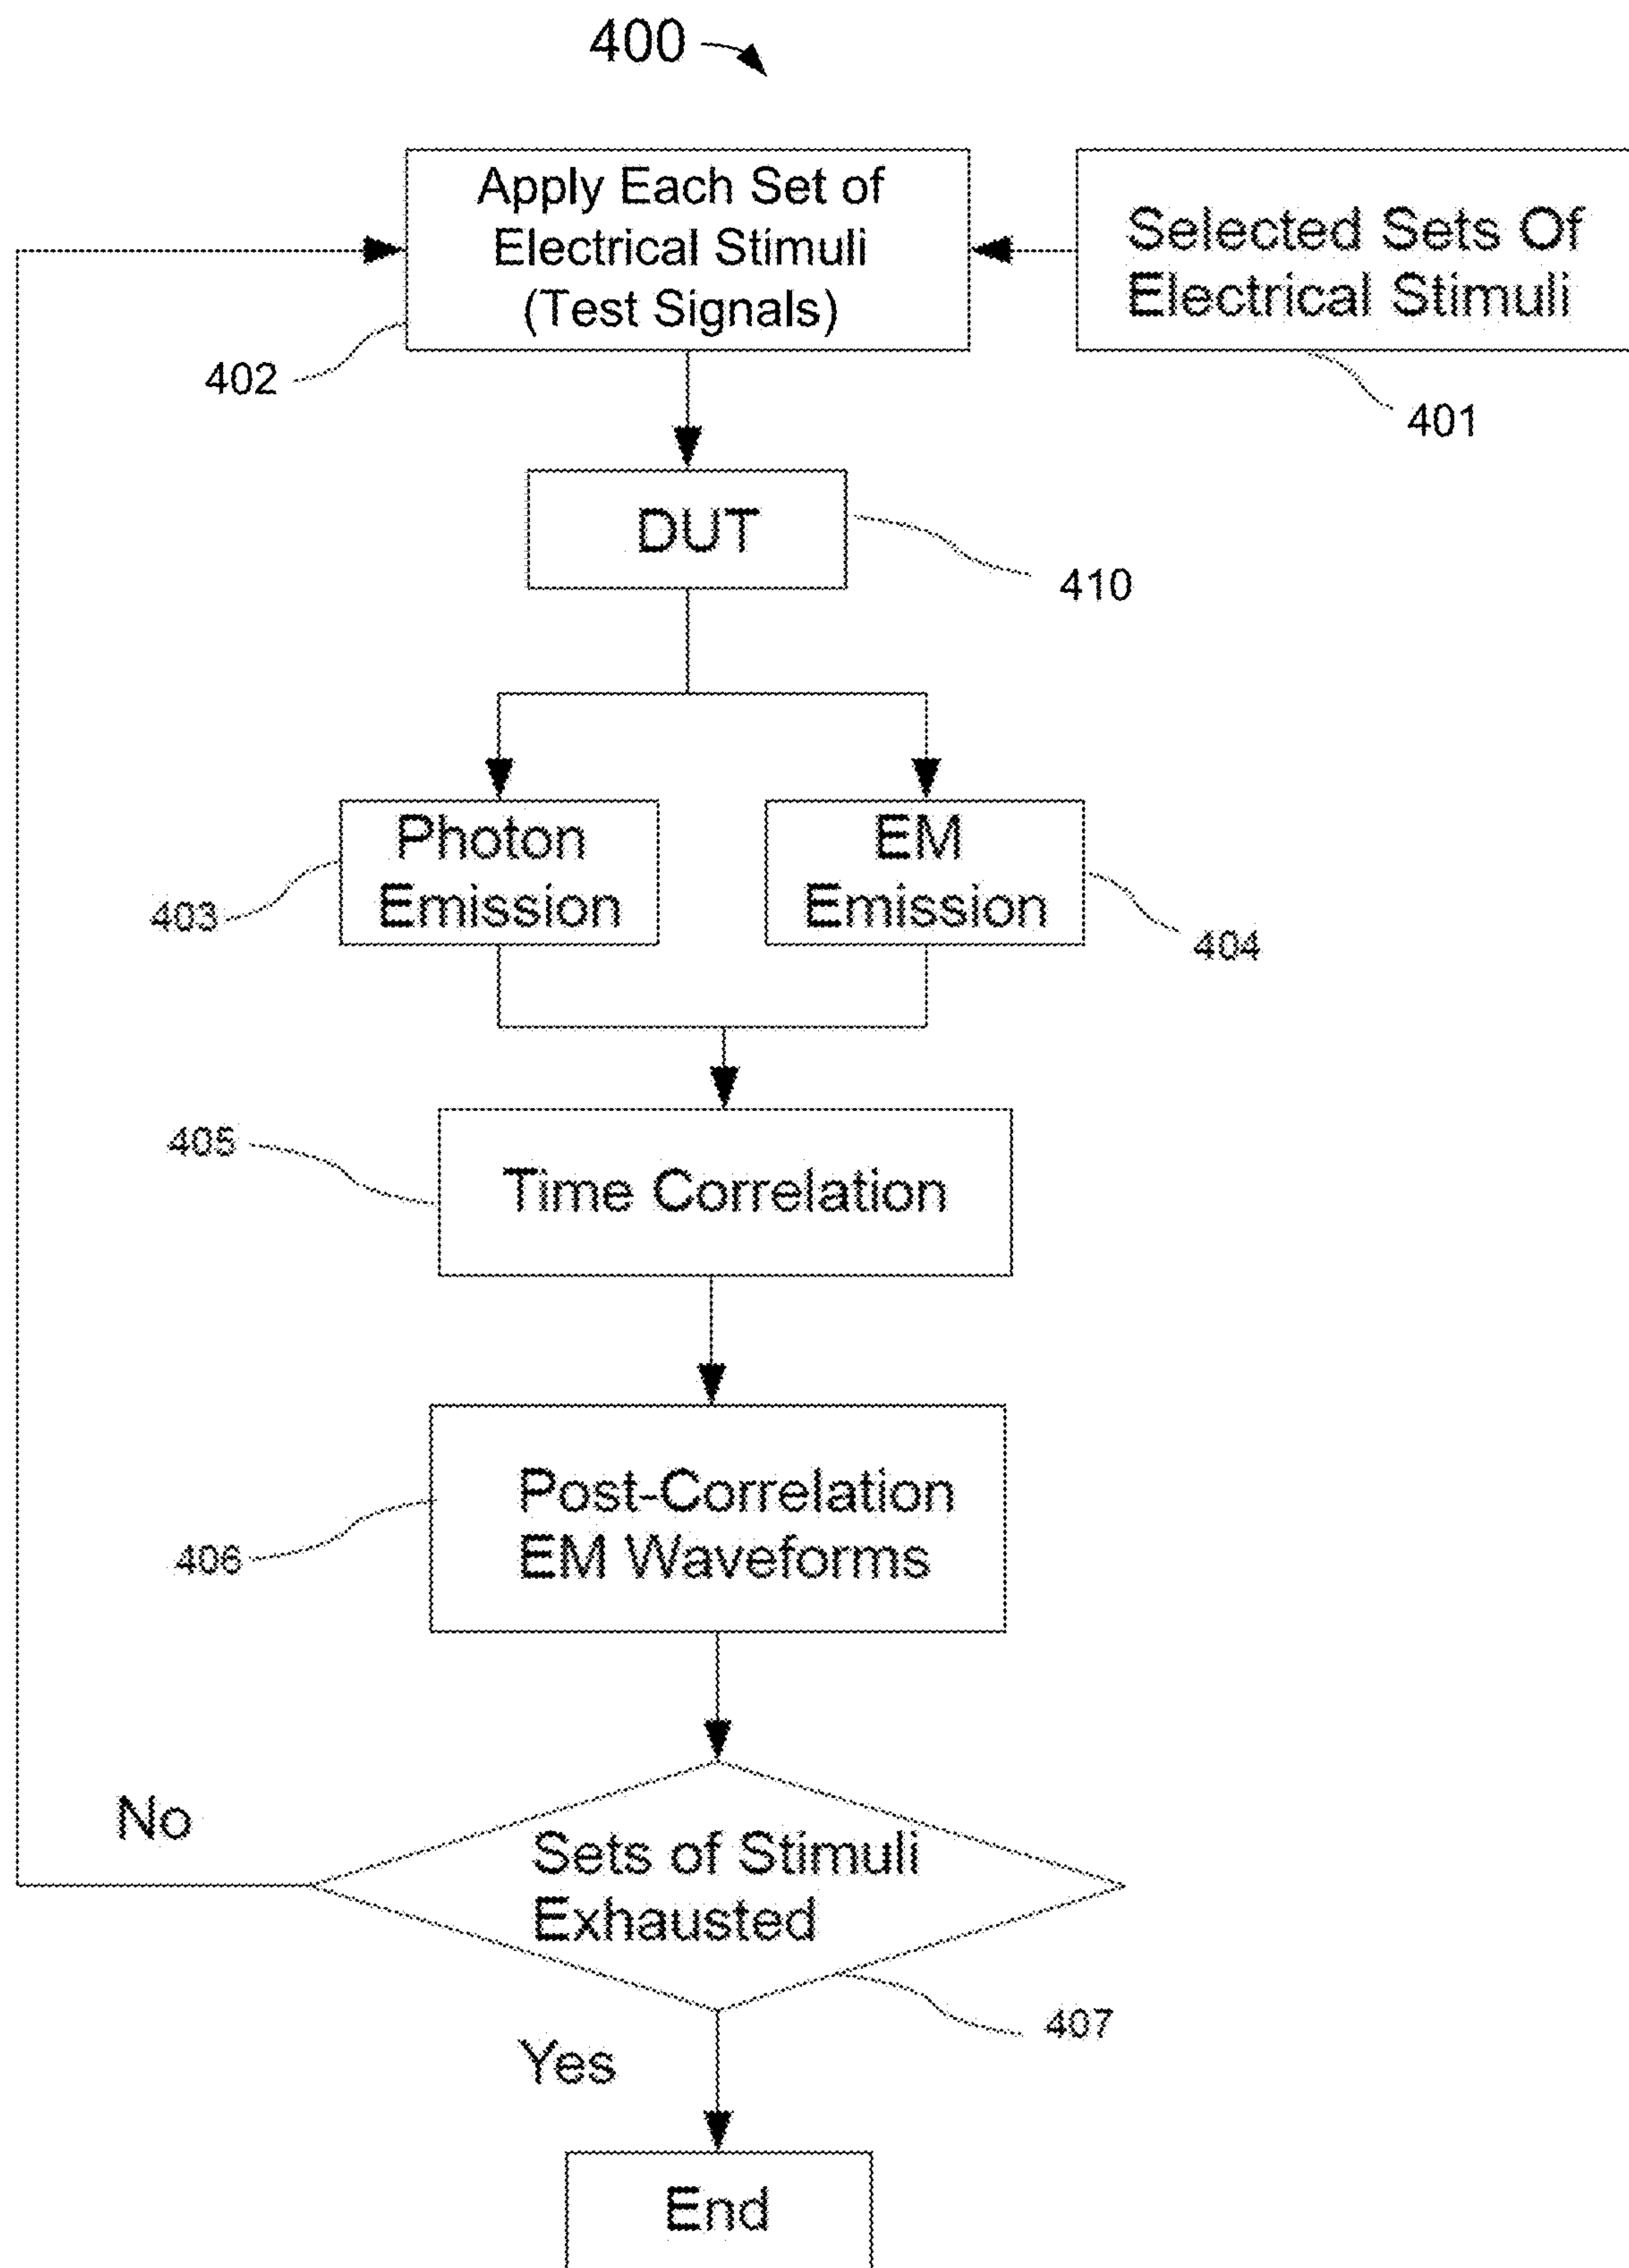 400
Apply Each Set of
Electrical Stimuli
(Test Signals)
Selected Sets Of
Electrical Stimuli
402
401
DUT
410
Photon
Emission
EM
Emission
403
404
405
Time Correlation
Post-Correlation
EM Waveforms
406
No
Sets of Stimuli
Exhausted
407
Yes
End